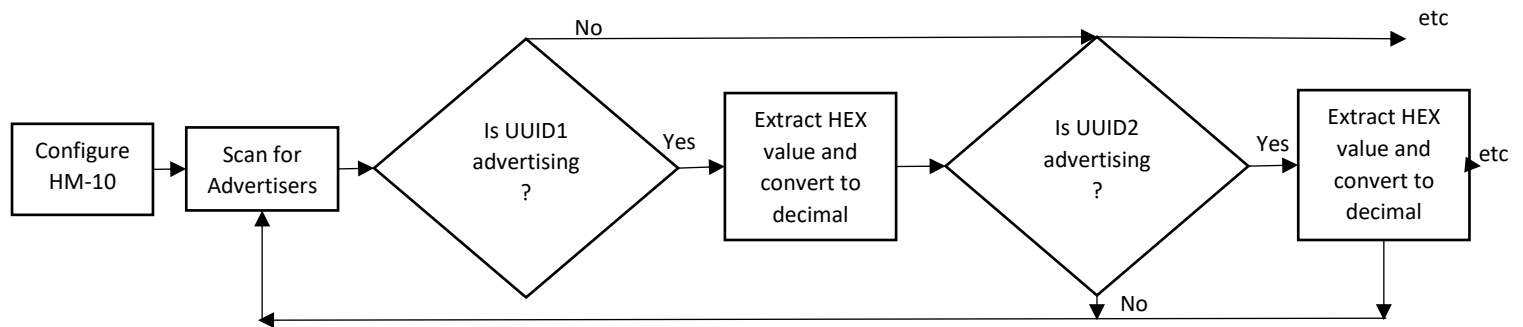 No
etc
Configure
HM-10
Scan for
Advertisers
Is UUID1
advertising
?
Yes
Extract HEX
value and
convert to
decimal
Is UUID2
advertising
?
Yes
Extract HEX
value and
convert to
decimal
etc
No